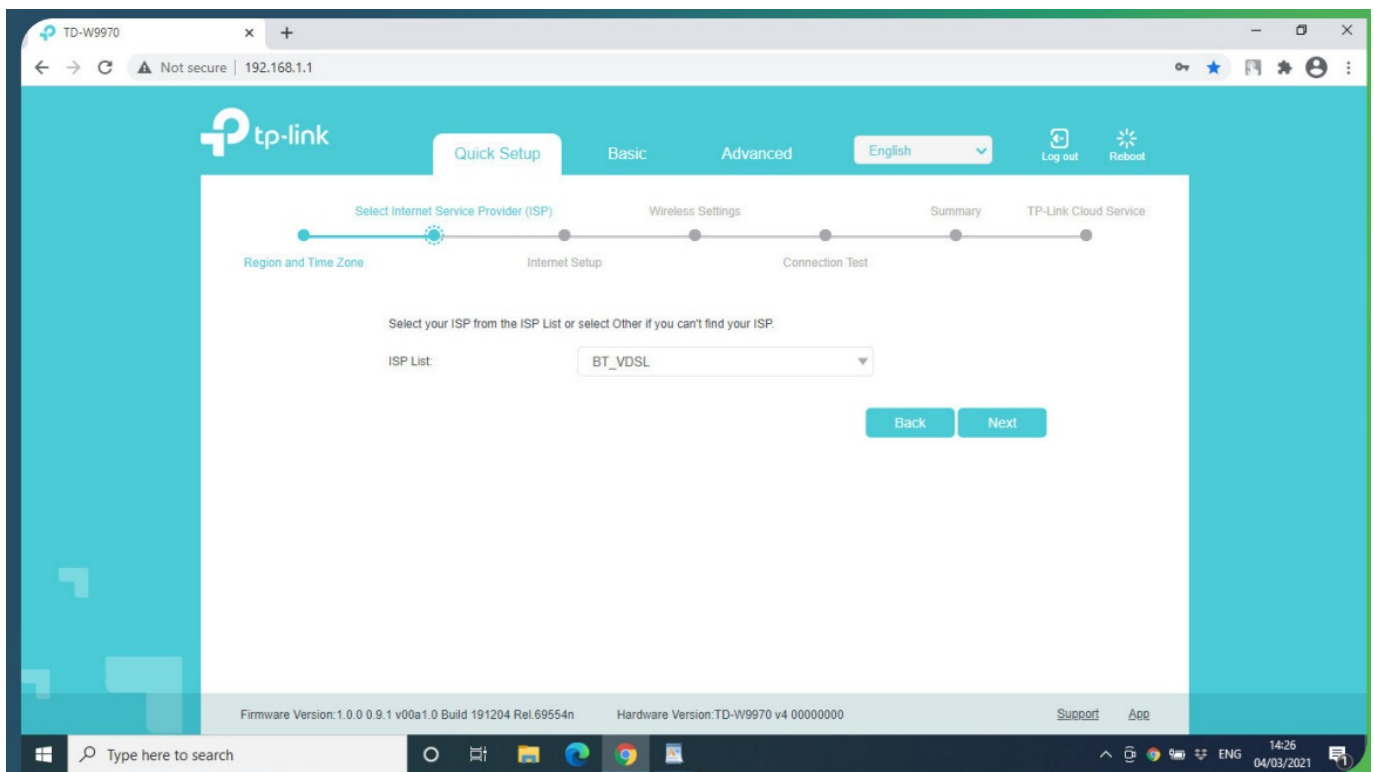 TD-W9970
Not secure | 192.168.1.1
tp-link
Quick Setup Basic Advanced English Log out Reboot
Select Internet Service Provider (ISP) Wireless Settings Summary TP-Link Cloud Service
Region and Time Zone Internet Setup Connection Test
Select your ISP from the ISP List or select Other if you can't find your ISP.
ISP List: BT_VDSL
Back Next
Firmware Version:1.0.0 0.9.1 v00a1.0 Build 191204 Rel.69554n Hardware Version:TD-W9970 v4 00000000 Support App
Type here to search ENG 14:26
04/03/2021 1